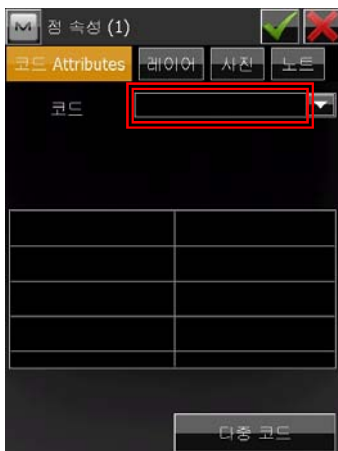 점 속성 (1)
코드 Attributes 레이어 사진 노트
코드
다중 코드